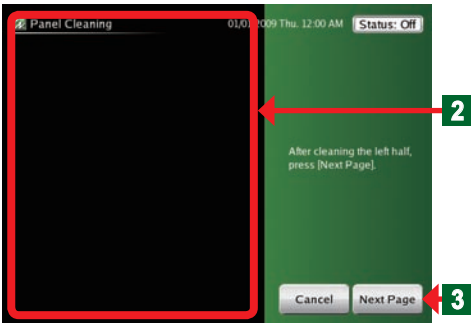 Panel Cleaning 01/01/2009 Thu. 12:00 AM Status: Off
2
After cleaning the left half,
press [Next Page].
Cancel Next Page 3